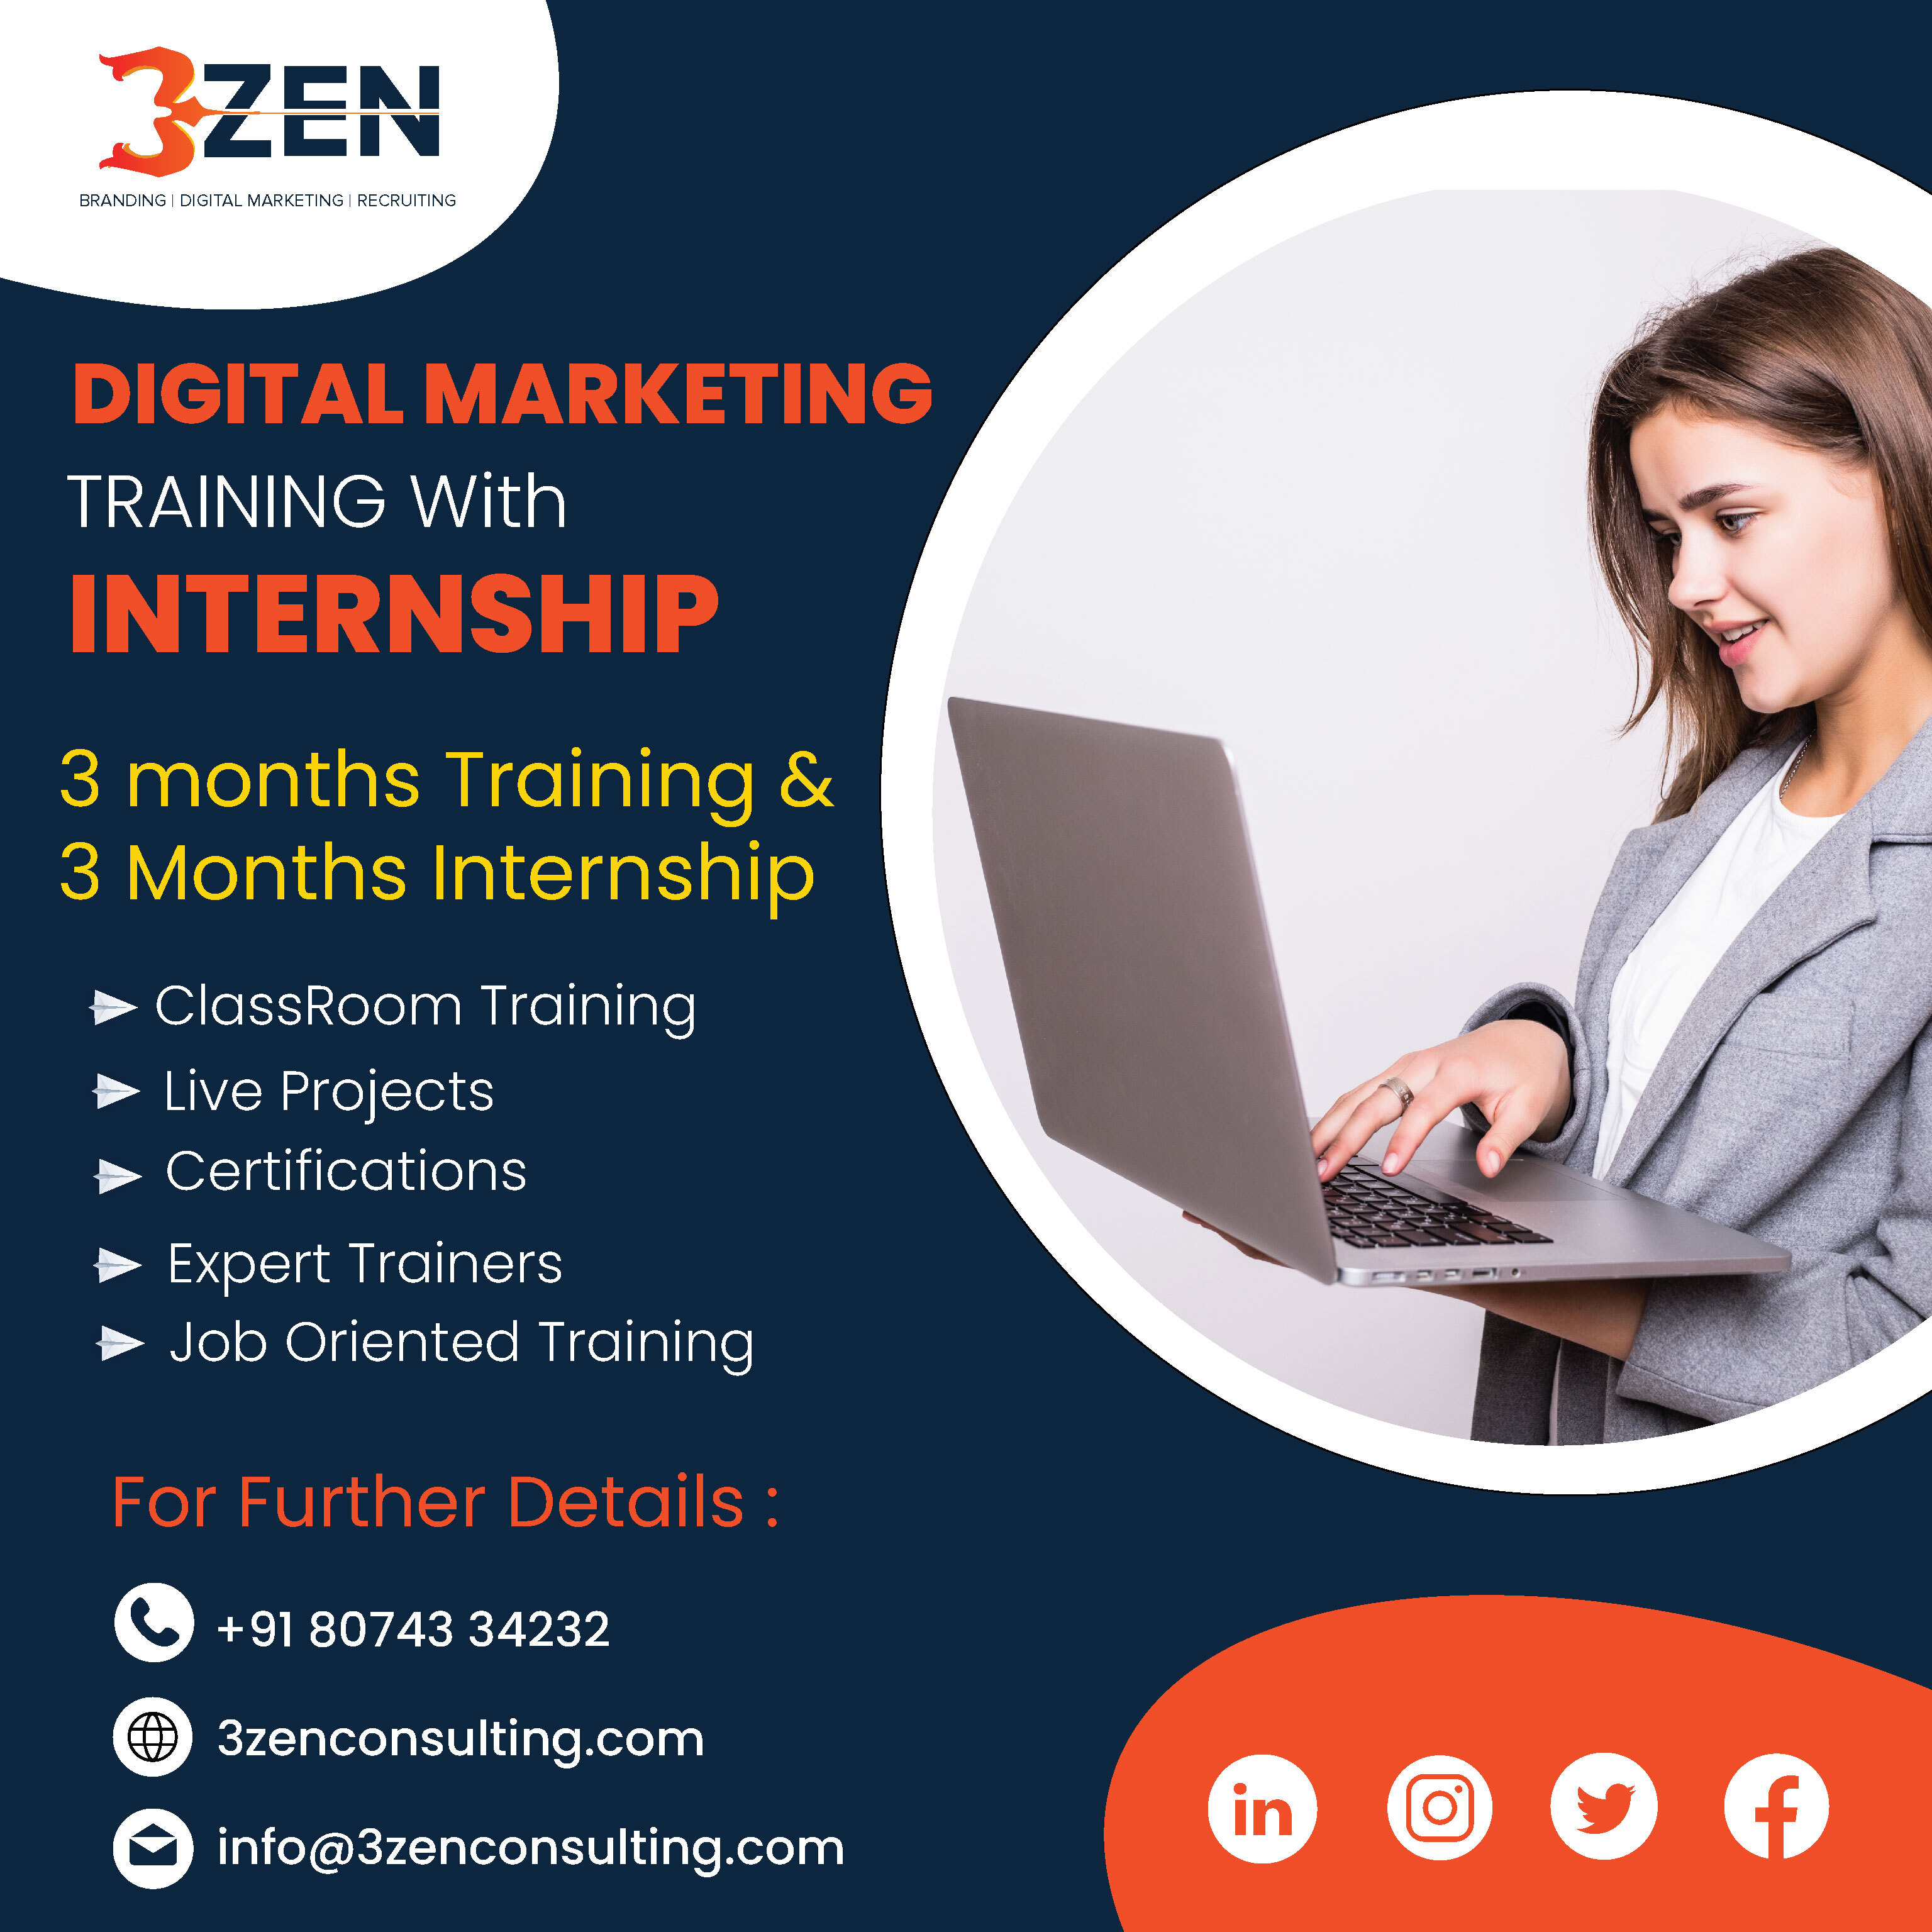 3ZEN
BRANDING | DIGITAL MARKETING | RECRUITING
DIGITAL MARKETING
TRAINING With
INTERNSHIP
3 months Training &
3 Months Internship
ClassRoom Training
Live Projects
Certifications
Expert Trainers
Job Oriented Training
For Further Details :
+91 80743 34232
3zenconsulting.com
info@3zenconsulting.com
in